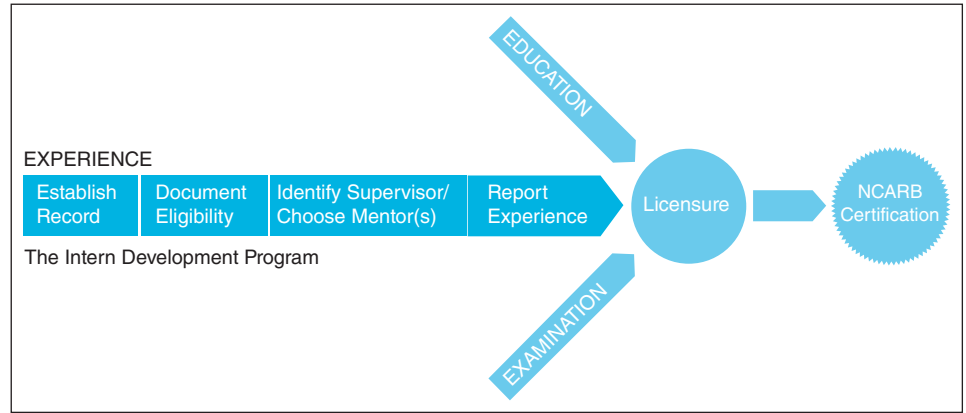 EDUCATION
EXPERIENCE
Establish
Record
Document
Eligibility
Identify Supervisor/
Choose Mentor(s)
Report
Experience
Licensure
NCARB
Certification
The Intern Development Program
EXAMINATION